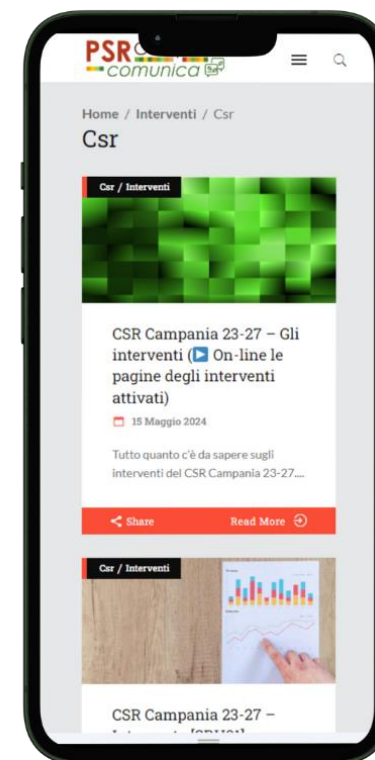 PSR
comunica
Home / Interventi / Csr
Csr
Csr / Interventi
CSR Campania 23-27 – Gli
interventi (▶ On-line le
pagine degli interventi
attivati)
15 Maggio 2024
Tutto quanto c'è da sapere sugli
interventi del CSR Campania 23-27....
Share
Read More
Csr / Interventi
CSR Campania 23-27 –